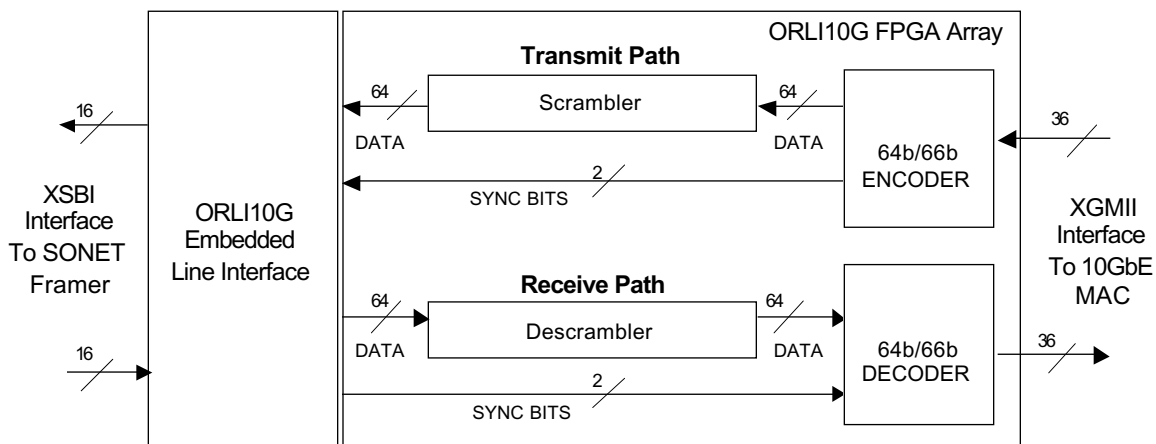 ORLI10G FPGA Array
Transmit Path
16
64
Scrambler
64
36
DATA
DATA
64b/66b
ENCODER
2
SYNC BITS
XSBI
Interface
To SONET
Framer
ORLI10G
Embedded
Line Interface
XGMII
Interface
To 10GbE
MAC
Receive Path
16
64
Descrambler
64
36
DATA
DATA
64b/66b
DECODER
2
SYNC BITS